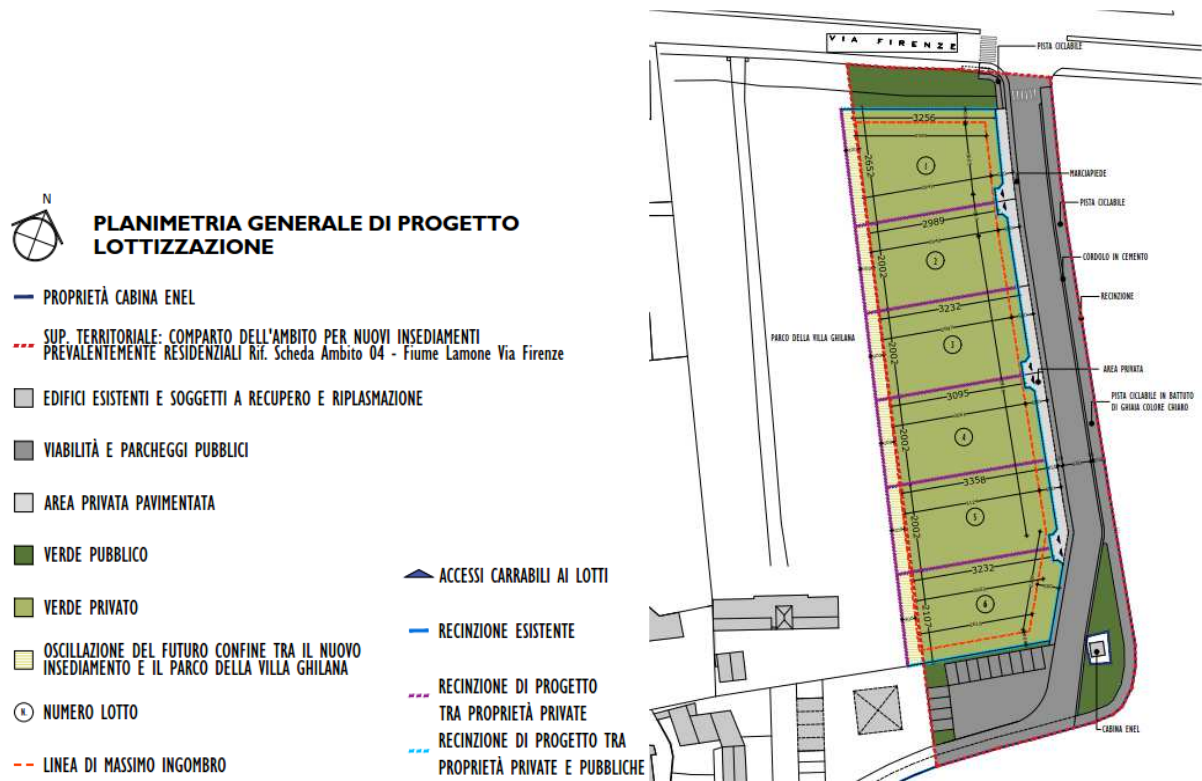 N
PLANIMETRIA GENERALE DI PROGETTO
LOTTIZZAZIONE
PROPRIETÀ CABINA ENEL
SUP. TERRITORIALE: COMPARTO DELL'AMBITO PER NUOVI INSEDIAMENTI
PREVALENTEMENTE RESIDENZIALI Rif. Scheda Ambito 04 - Fiume Lamone Via Firenze
EDIFICI ESISTENTI E SOGGETTI A RECUPERO E RIPLASMAZIONE
VIABILITÀ E PARCHEGGI PUBBLICI
AREA PRIVATA PAVIMENTATA
VERDE PUBBLICO
VERDE PRIVATO
OSCILLAZIONE DEL FUTURO CONFINE TRA IL NUOVO
INSEDIAMENTO E IL PARCO DELLA VILLA GHILANA
N.
NUMERO LOTTO
LINEA DI MASSIMO INGOMBRO
ACCESSI CARRABILI AI LOTTI
RECINZIONE ESISTENTE
RECINZIONE DI PROGETTO
TRA PROPRIETÀ PRIVATE
RECINZIONE DI PROGETTO TRA
PROPRIETÀ PRIVATE E PUBBLICHE
VIA FIRENZE
PISTA CICLABILE
3256
2652
1
MARCIAPIEDE
PISTA CICLABILE
2989
2
2002
CORDOLO IN CEMENTO
RECINZIONE
3232
PARCO DELLA VILLA GHILANA
3
2002
AREA PRIVATA
3095
PISTA CICLABILE IN BATTUTO
DI GHIAIA COLORE CHIARO
4
2002
3358
5
2002
3232
6
2107
CABINA ENEL